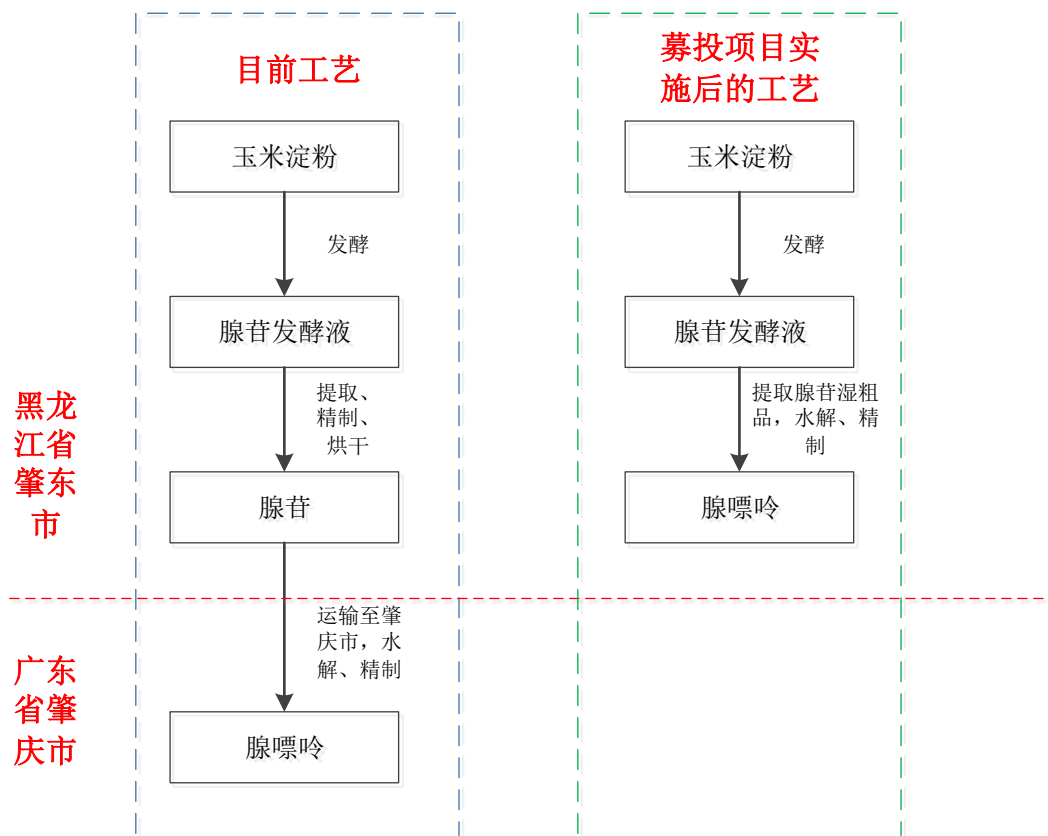 目前工艺
玉米淀粉
发酵
腺苷发酵液
提取、
精制、
烘干
腺苷
运输至肇
庆市，水
解、精制
腺嘌呤
募投项目实
施后的工艺
玉米淀粉
发酵
腺苷发酵液
提取腺苷湿粗
品，水解、精
制
腺嘌呤
黑龙
江省
肇东
市
广东
省肇
庆市